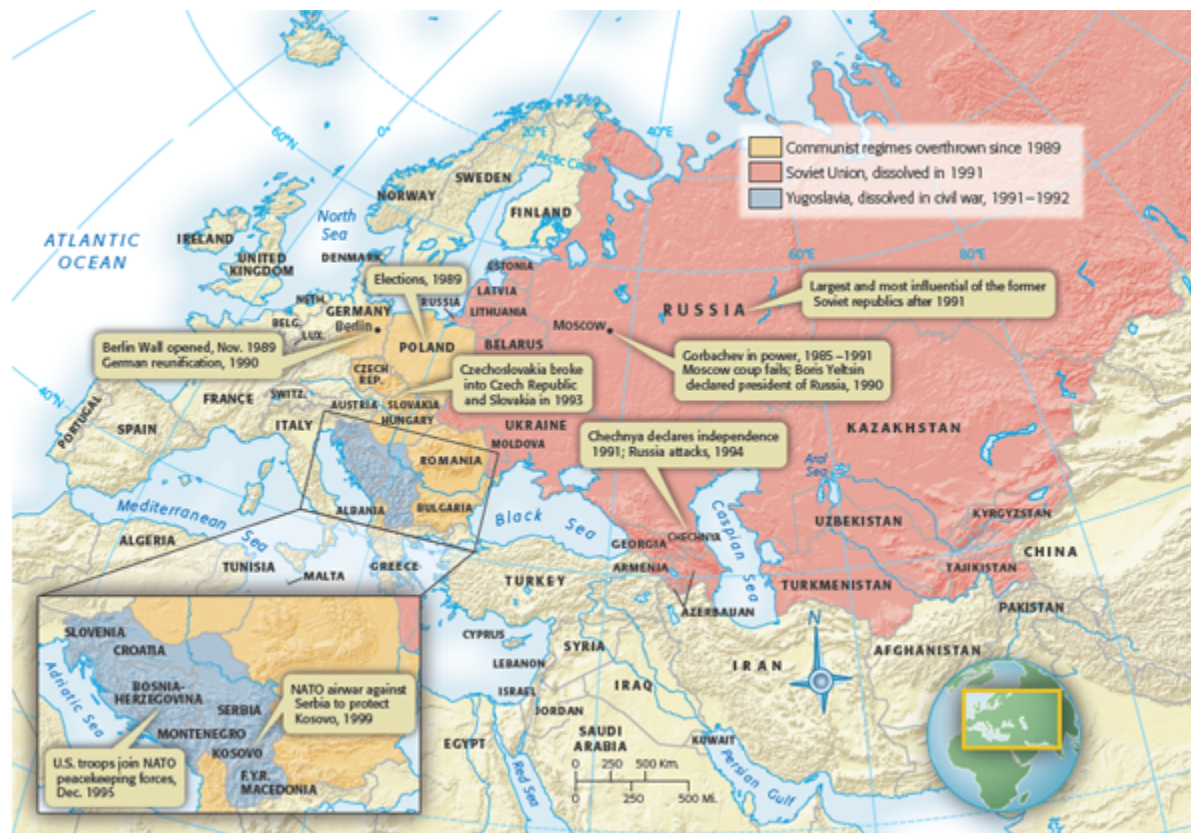 60°N
0°
20°E
40°E
Arctic Circle
Communist regimes overthrown since 1989
Soviet Union, dissolved in 1991
Yugoslavia, dissolved in civil war, 1991–1992
SWEDEN
NORWAY
FINLAND
North
Sea
ATLANTIC
OCEAN
IRELAND
UNITED
KINGDOM
DENMARK
ESTONIA
60°E
80°E
Elections, 1989
LATVIA
RUSSIA
LITHUANIA
RUSSIA
Largest and most influential of the former
Soviet republics after 1991
NETH.
GERMANY
Berlin
BELG.
LUX.
Moscow
Berlin Wall opened, Nov. 1989
German reunification, 1990
POLAND
BELARUS
Gorbachev in power, 1985–1991
Moscow coup fails; Boris Yeltsin
declared president of Russia, 1990
CZECH
REP.
Czechoslovakia broke
into Czech Republic
and Slovakia in 1993
40°N
PORTUGAL
FRANCE
SWITZ.
AUSTRIA
SLOVAKIA
HUNGARY
SPAIN
ITALY
UKRAINE
MOLDOVA
KAZAKHSTAN
Chechnya declares independence
1991; Russia attacks, 1994
ROMANIA
Aral
Sea
Mediterranean
Sea
ALBANIA
BULGARIA
Black Sea
Caspian Sea
UZBEKISTAN
KYRGYZSTAN
ALGERIA
TUNISIA
MALTA
GREECE
GEORGIA
CHECHNYA
ARMENIA
CHINA
TURKEY
TURKMENISTAN
TAJIKISTAN
AZERBAIJAN
PAKISTAN
CYPRUS
SYRIA
N
LEBANON
IRAN
AFGHANISTAN
ISRAEL
IRAQ
JORDAN
SAUDI
ARABIA
EGYPT
KUWAIT
Red Sea
Persian Gulf
0 250 500 Km.
0 250 500 Mi.
SLOVENIA
CROATIA
Adriatic Sea
BOSNIA-
HERZEGOVINA
SERBIA
NATO airwar against
Serbia to protect
Kosovo, 1999
MONTENEGRO
KOSOVO
U.S. troops join NATO
peacekeeping forces,
Dec. 1995
F.Y.R.
MACEDONIA